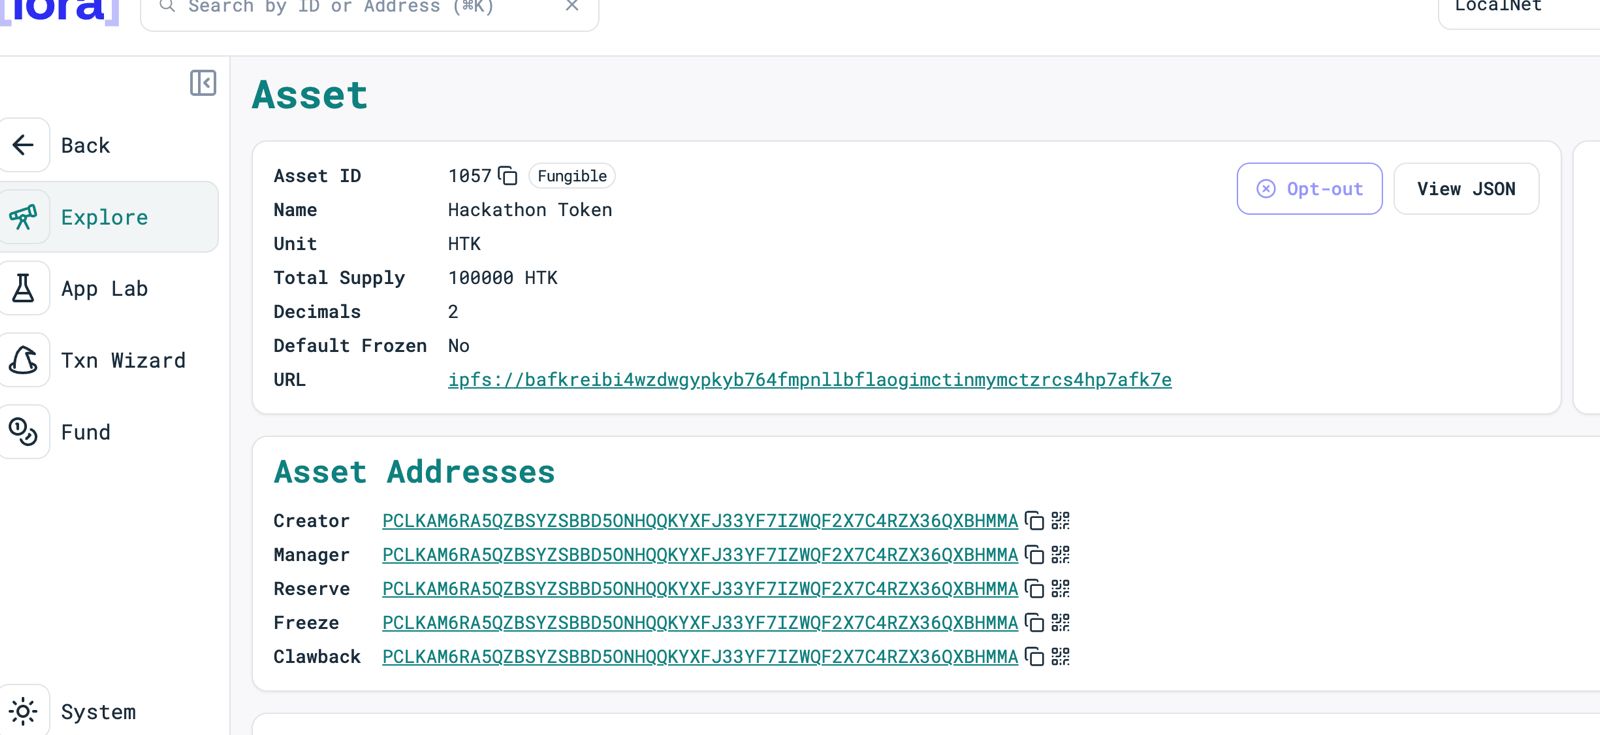 [lora]
Search by ID or Address (⌘K)
LocalNet
Back
Explore
App Lab
Txn Wizard
Fund
System
Asset
Asset ID 1057 Fungible
Opt-out
View JSON
Name Hackathon Token
Unit HTK
Total Supply 100000 HTK
Decimals 2
Default Frozen No
URL ipfs://bafkreibi4wzdwgypkyb764fmpnllbflaogimctinmymctzrcs4hp7afk7e
Asset Addresses
Creator PCLKAM6RA5QZBSYZSBBD5ONHQQKYXFJ33YF7IZWQF2X7C4RZX36QXBHMMA
Manager PCLKAM6RA5QZBSYZSBBD5ONHQQKYXFJ33YF7IZWQF2X7C4RZX36QXBHMMA
Reserve PCLKAM6RA5QZBSYZSBBD5ONHQQKYXFJ33YF7IZWQF2X7C4RZX36QXBHMMA
Freeze PCLKAM6RA5QZBSYZSBBD5ONHQQKYXFJ33YF7IZWQF2X7C4RZX36QXBHMMA
Clawback PCLKAM6RA5QZBSYZSBBD5ONHQQKYXFJ33YF7IZWQF2X7C4RZX36QXBHMMA